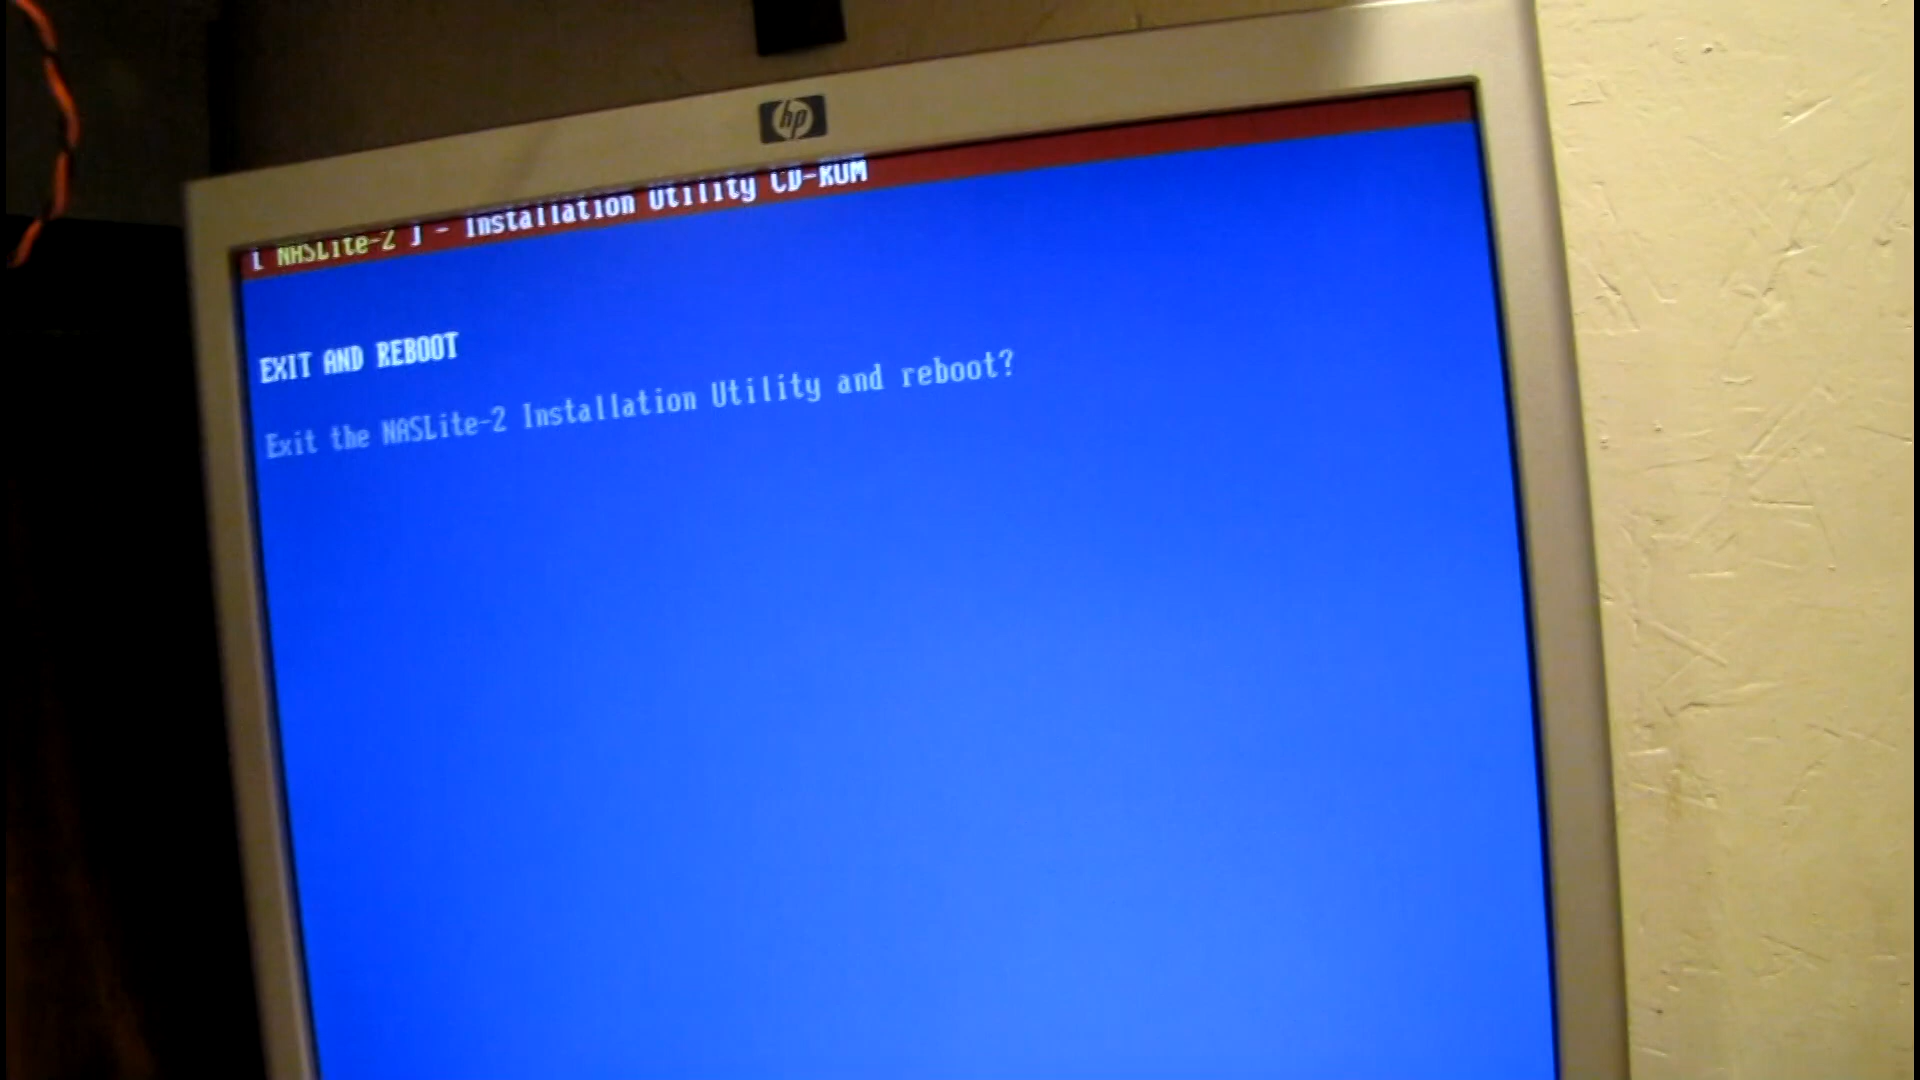 hp
[ NASLite-2 ] - Installation Utility CD-ROM
EXIT AND REBOOT
Exit the NASLite-2 Installation Utility and reboot?